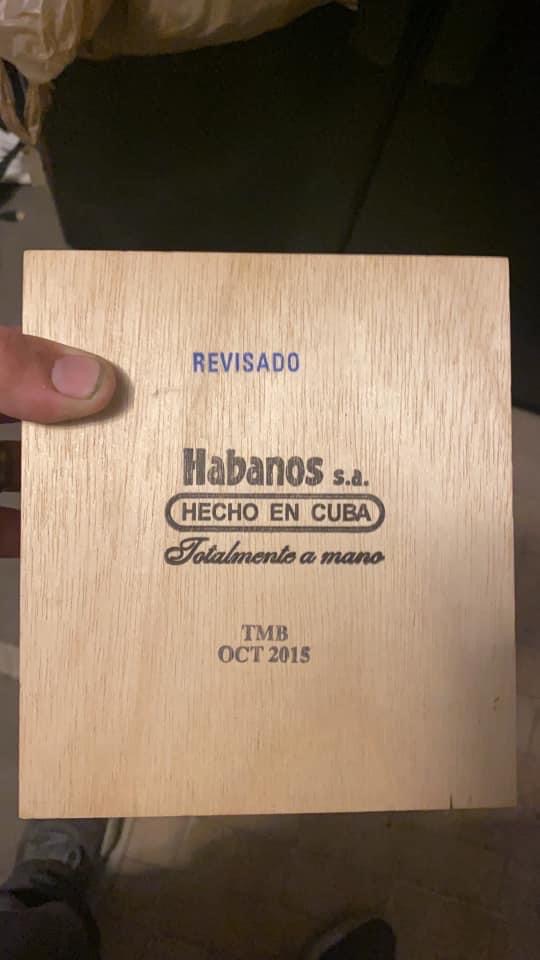 REVISADO
Habanos s.a.
HECHO EN CUBA
Totalmente a mano
TMB
OCT 2015